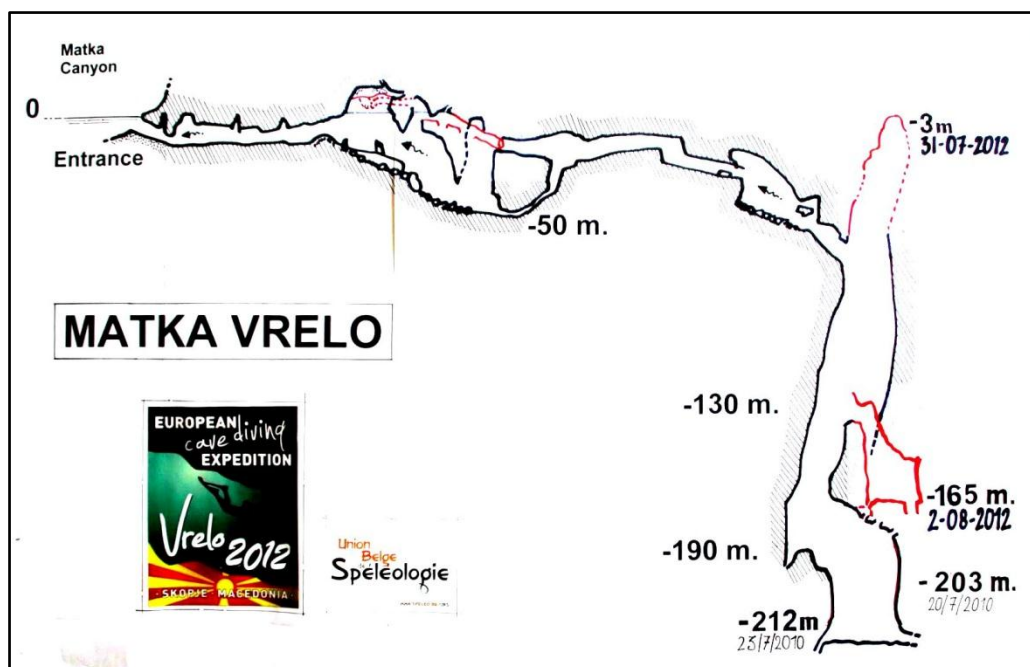 Matka
Canyon
0
Entrance
-3m
31-07-2012
-50 m.
MATKA VRELO
-130 m.
EUROPEAN
cave diving
EXPEDITION
Vrelo 2012
-SKOPJE-MACEDONIA-
Union
Belge
Spéléologie
-165 m.
2-08-2012
-190 m.
-203 m.
20/7/2010
-212m
23/7/2010